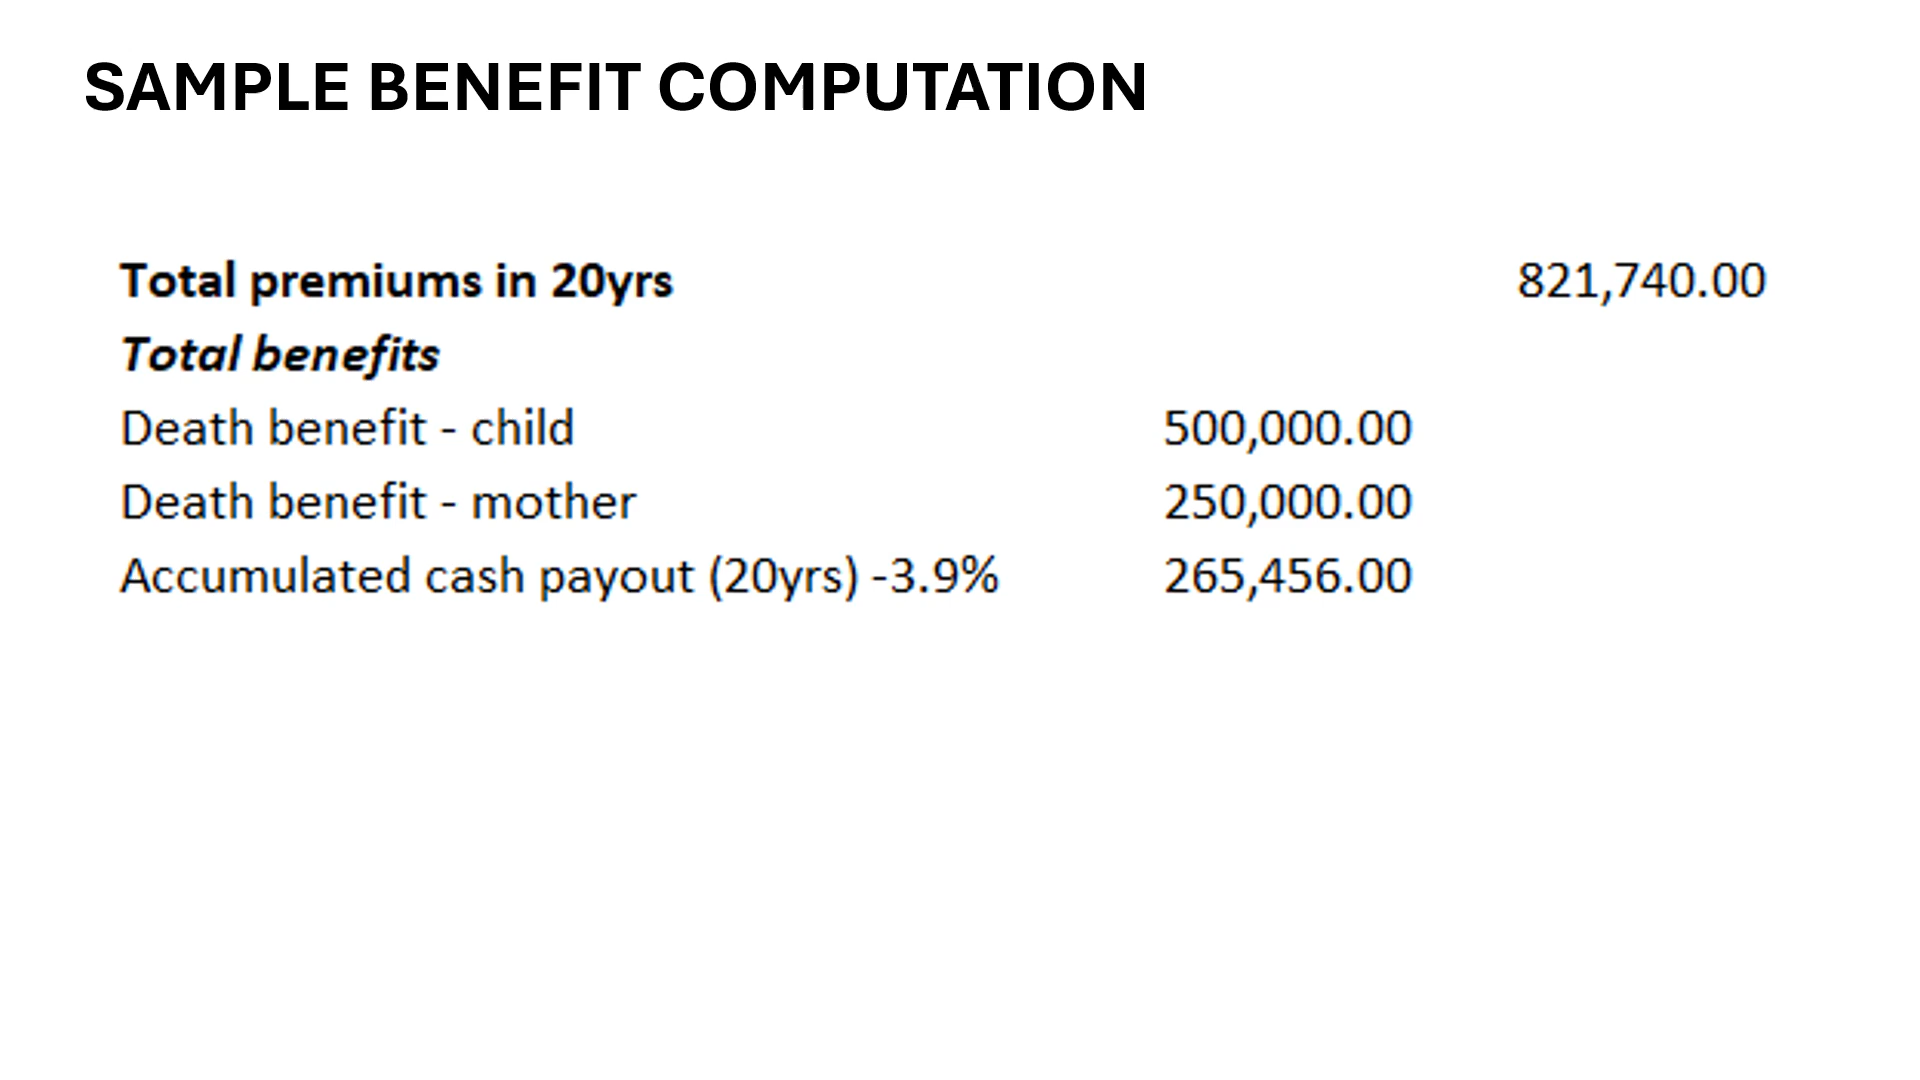 SAMPLE BENEFIT COMPUTATION
Total premiums in 20yrs 821,740.00
Total benefits
Death benefit - child 500,000.00
Death benefit - mother 250,000.00
Accumulated cash payout (20yrs) -3.9% 265,456.00